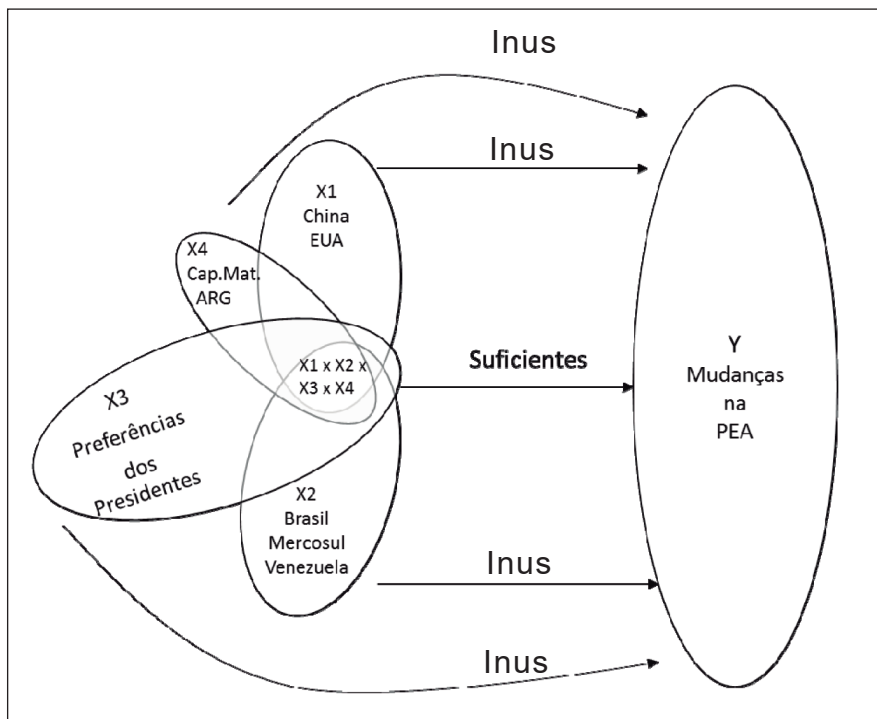 Inus
Inus
X1
China
EUA
X4
Cap.Mat.
ARG
X1 x X2 x
X3 x X4
Suficientes
Y
Mudanças
na
PEA
X3
Preferências
dos
Presidentes
X2
Brasil
Mercosul
Venezuela
Inus
Inus